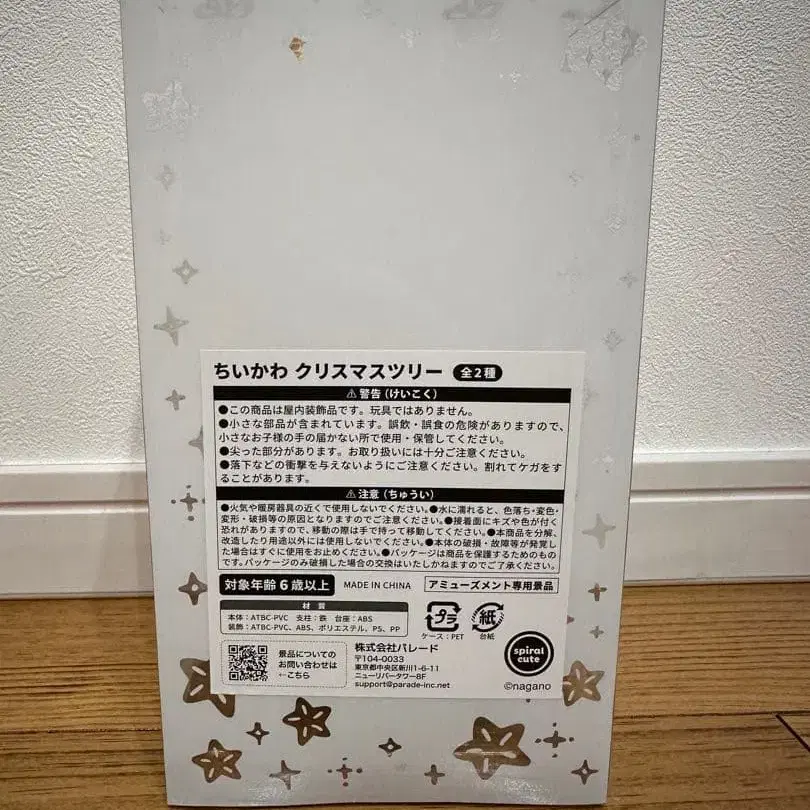 ちいかわ クリスマスツリー 全2種
⚠警告(けいこく)
●この商品は屋内装飾品です。玩具ではありません。
●小さな部品が含まれています。誤飲・誤食の危険がありますので、
小さなお子様の手の届かない所で使用・保管してください。
●尖った部分があります。お取り扱いには十分ご注意ください。
●落下などの衝撃を与えないようにご注意ください。割れてケガをす
ることがあります。
⚠注意(ちゅうい)
●火気や暖房器具の近くで使用しないでください。●水に濡れると、色落ち・変色・
変形・破損等の原因となりますのでご注意ください。●接着面にキズや色が付く
恐れがありますので、移動の際は手で持って移動してください。●本商品を分解、
改造したり用途以外には使用しないでください。●本体の破損・故障等が発覚し
た場合はすぐに使用をお止めください。●パッケージは商品を保護するためのもの
です。パッケージのみ破損した場合の交換はいたしかねますのでご了承ください。
対象年齢6歳以上 MADE IN CHINA アミューズメント専用景品
材 質
本体：ATBC-PVC 支柱：鉄 台座：ABS
装飾：ATBC-PVC、ABS、ポリエステル、PS、PP
プラ
ケース：PET
紙
台紙
景品についての
お問い合わせは
←こちら
株式会社パレード
〒104-0033
東京都中央区新川1-6-11
ニューリバータワー8F
support@parade-inc.net
spiral
cute
©nagano